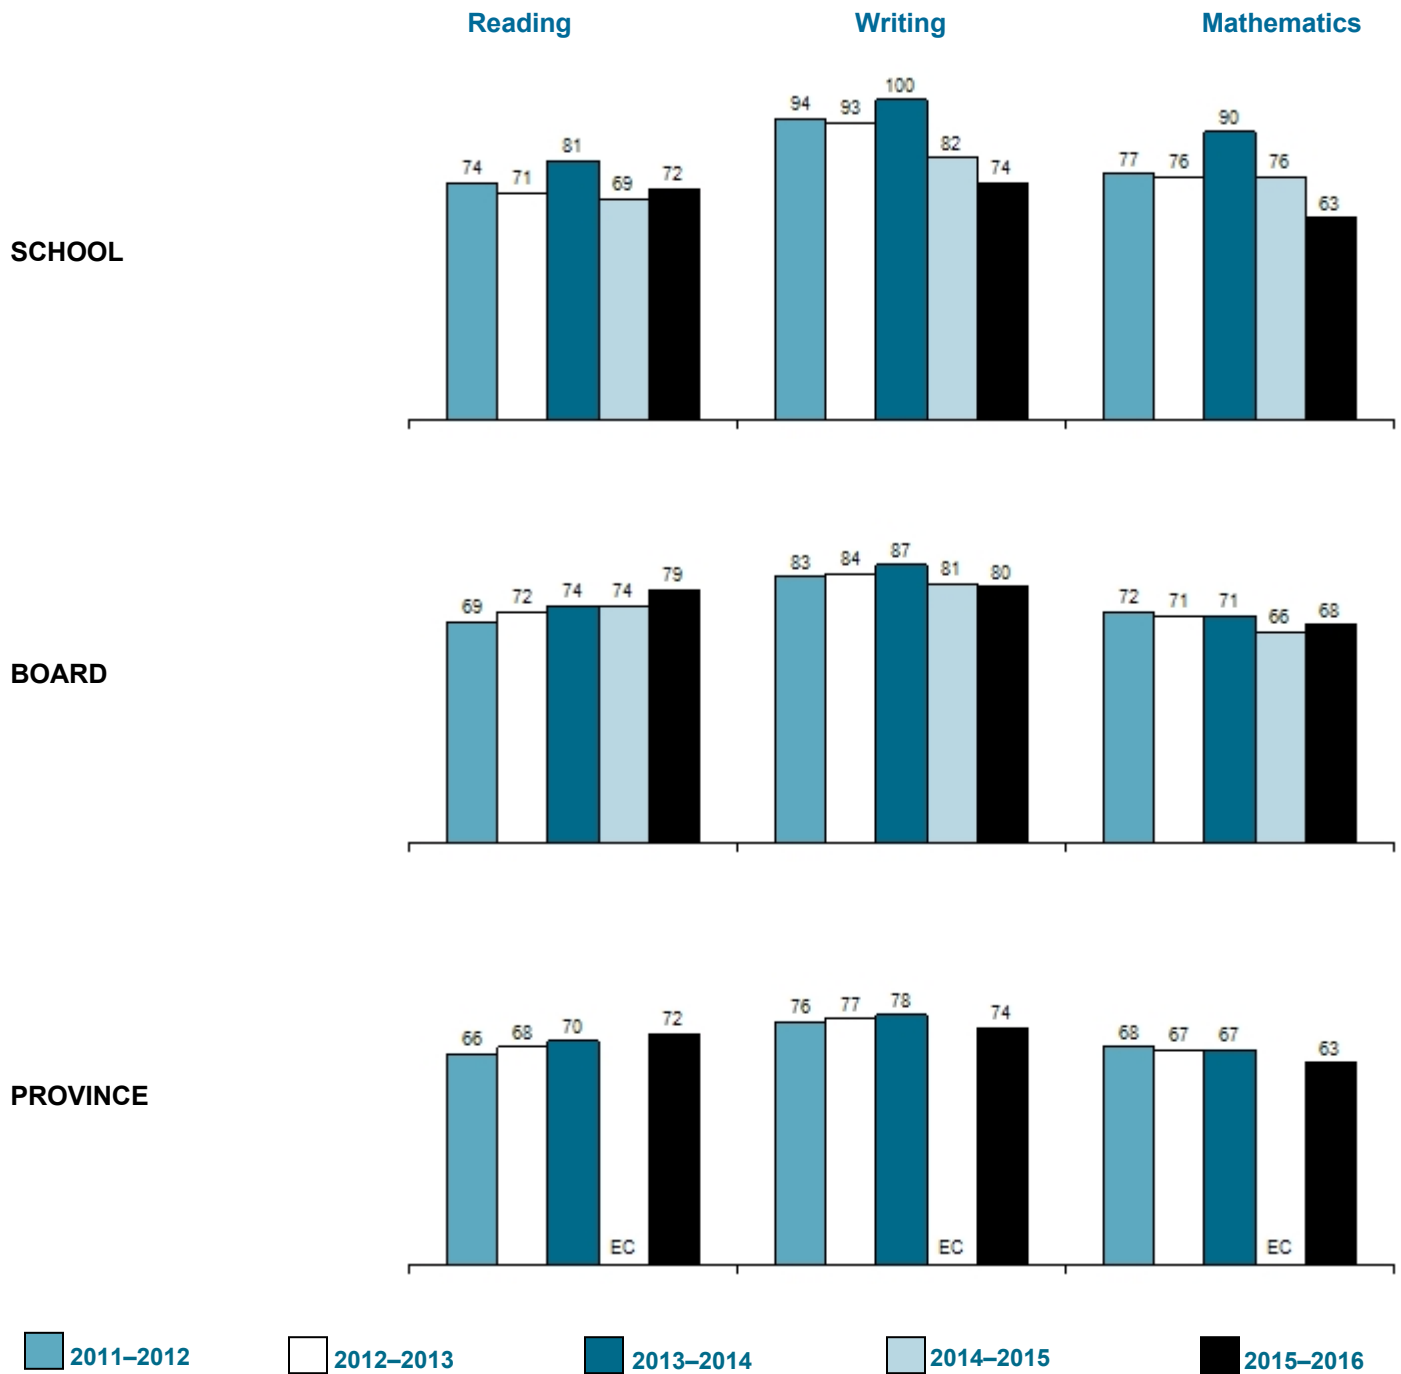 Reading Writing Mathematics
74 71 81 69 72 94 93 100 82 74 77 76 90 76 63
SCHOOL
69 72 74 74 79 83 84 87 81 80 72 71 71 66 68
BOARD
66 68 70 EC 72 76 77 78 EC 74 68 67 67 EC 63
PROVINCE
2011–2012 2012–2013 2013–2014 2014–2015 2015–2016